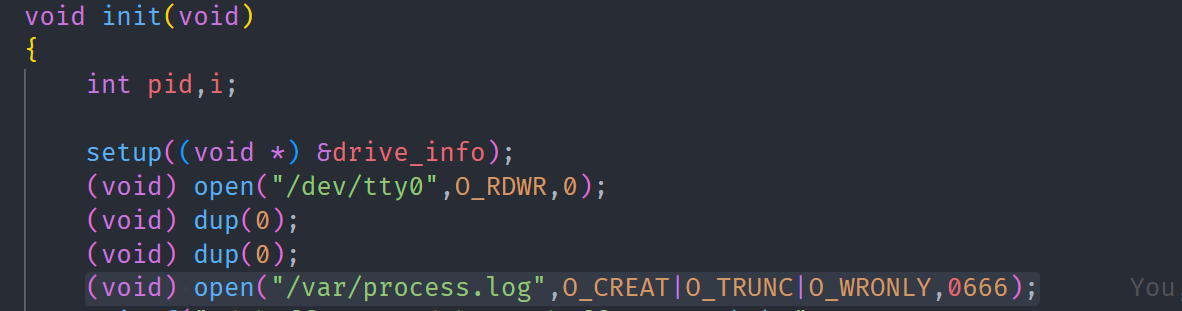 void init(void)
{
    int pid,i;
    setup((void *) &drive_info);
    (void) open("/dev/tty0",O_RDWR,0);
    (void) dup(0);
    (void) dup(0);
    (void) open("/var/process.log",O_CREAT|O_TRUNC|O_WRONLY,0666); You